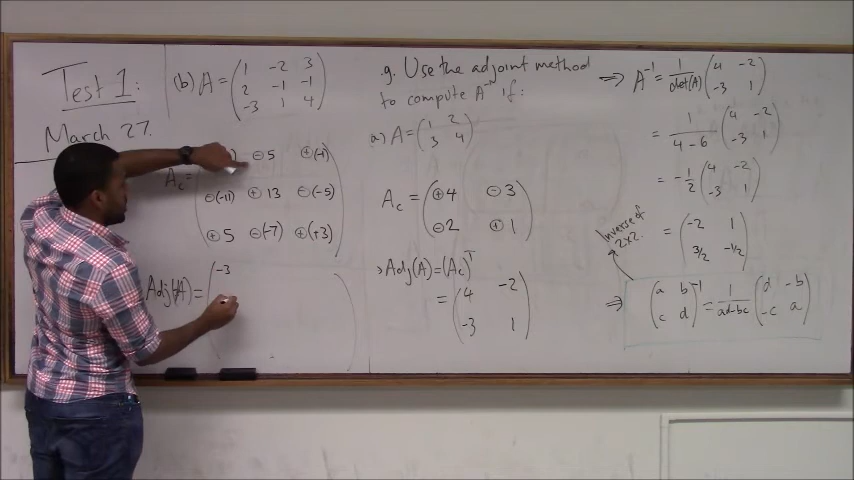 Test 1:
March 27.
(b) A = ( 1 -2 3
2 -1 -1
-3 1 4 )
A_c =
⊖ 5 ⊕ (-1)
⊖ (-11) ⊕ 13 ⊖ (-5)
⊕ 5 ⊖ (-7) ⊕ (+3)
Adj(A) = ( -3
.g. Use the adjoint method
to compute A⁻¹ if:
a) A = ( 1 2
3 4 )
A_c = ( ⊕ 4 ⊖ 3
⊖ 2 ⊕ 1 )
Adj(A) = (A_c)^T
= ( 4 -2
-3 1 )
⇒ A⁻¹ = 1/det(A) ( 4 -2
-3 1 )
= 1/(4-6) ( 4 -2
-3 1 )
= -1/2 ( 4 -2
-3 1 )
= ( -2 1
3/2 -1/2 )
Inverse of
2x2.
⇒ ( a b
c d )⁻¹ = 1/(ad-bc) ( d -b
-c a )